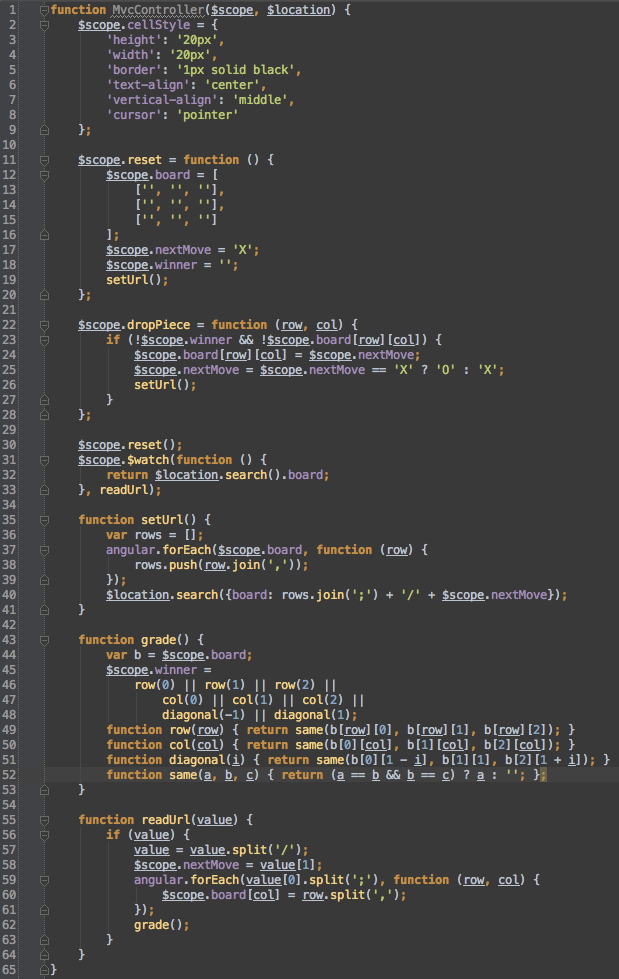 1 function MvcController($scope, $location) {
2     $scope.cellStyle = {
3         'height': '20px',
4         'width': '20px',
5         'border': '1px solid black',
6         'text-align': 'center',
7         'vertical-align': 'middle',
8         'cursor': 'pointer'
9     };
10
11     $scope.reset = function () {
12         $scope.board = [
13             ['', '', ''],
14             ['', '', ''],
15             ['', '', '']
16         ];
17         $scope.nextMove = 'X';
18         $scope.winner = '';
19         setUrl();
20     };
21
22     $scope.dropPiece = function (row, col) {
23         if (!$scope.winner && !$scope.board[row][col]) {
24             $scope.board[row][col] = $scope.nextMove;
25             $scope.nextMove = $scope.nextMove == 'X' ? 'O' : 'X';
26             setUrl();
27         }
28     };
29
30     $scope.reset();
31     $scope.$watch(function () {
32         return $location.search().board;
33     }, readUrl);
34
35     function setUrl() {
36         var rows = [];
37         angular.forEach($scope.board, function (row) {
38             rows.push(row.join(','));
39         });
40         $location.search({board: rows.join(';') + '/' + $scope.nextMove});
41     }
42
43     function grade() {
44         var b = $scope.board;
45         $scope.winner =
46             row(0) || row(1) || row(2) ||
47                 col(0) || col(1) || col(2) ||
48                 diagonal(-1) || diagonal(1);
49         function row(row) { return same(b[row][0], b[row][1], b[row][2]); }
50         function col(col) { return same(b[0][col], b[1][col], b[2][col]); }
51         function diagonal(i) { return same(b[0][1 - i], b[1][1], b[2][1 + i]); }
52         function same(a, b, c) { return (a == b && b == c) ? a : ''; };
53     }
54
55     function readUrl(value) {
56         if (value) {
57             value = value.split('/');
58             $scope.nextMove = value[1];
59             angular.forEach(value[0].split(';'), function (row, col) {
60                 $scope.board[col] = row.split(',');
61             });
62             grade();
63         }
64     }
65 }